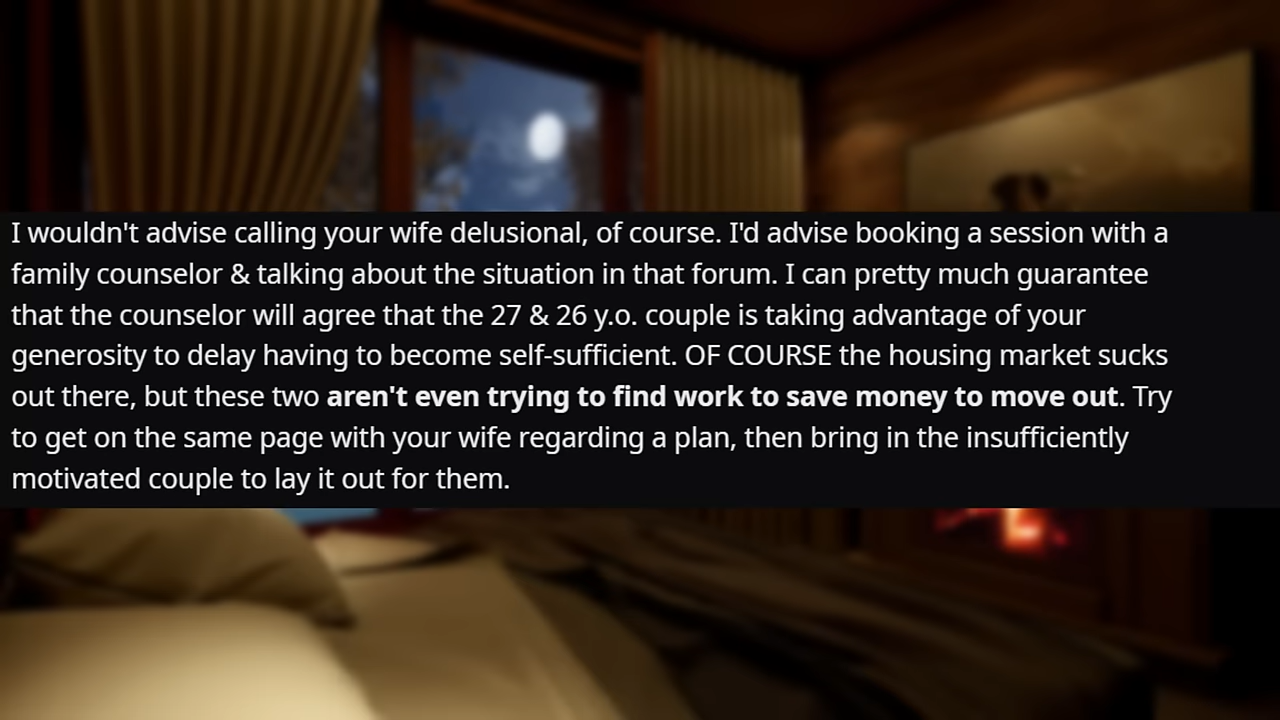 I wouldn't advise calling your wife delusional, of course. I'd advise booking a session with a
family counselor & talking about the situation in that forum. I can pretty much guarantee
that the counselor will agree that the 27 & 26 y.o. couple is taking advantage of your
generosity to delay having to become self-sufficient. OF COURSE the housing market sucks
out there, but these two aren't even trying to find work to save money to move out. Try
to get on the same page with your wife regarding a plan, then bring in the insufficiently
motivated couple to lay it out for them.